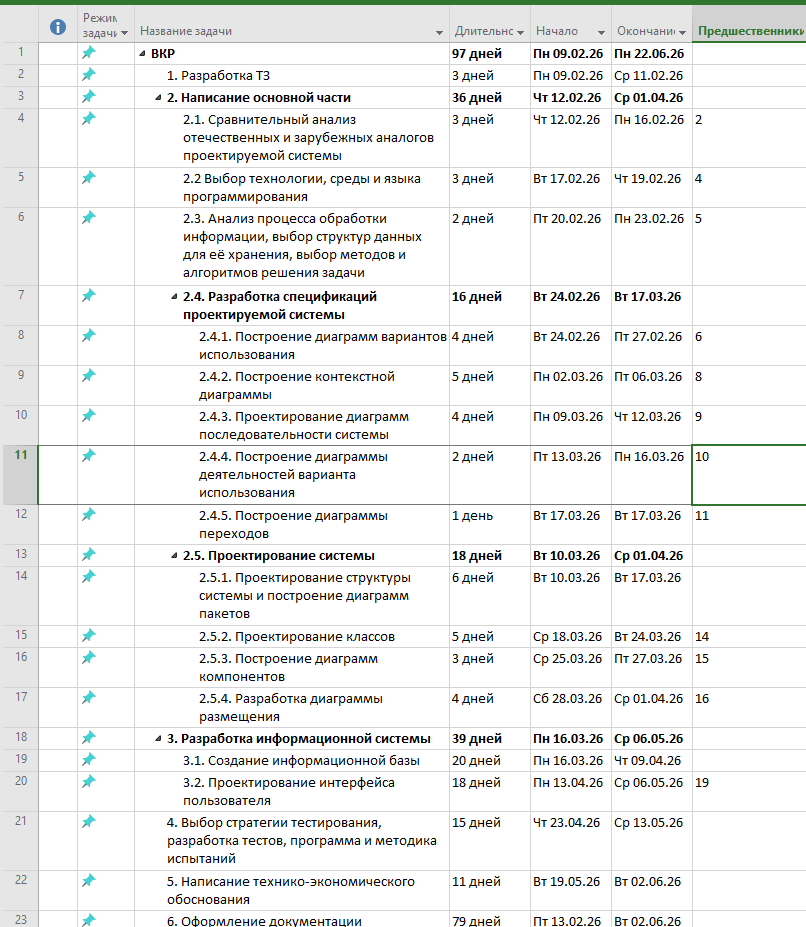 Режим задачи Название задачи Длительнс Начало Окончани Предшественники
1 ВКР 97 дней Пн 09.02.26 Пн 22.06.26
2 1. Разработка ТЗ 3 дней Пн 09.02.26 Ср 11.02.26
3 2. Написание основной части 36 дней Чт 12.02.26 Ср 01.04.26
4 2.1. Сравнительный анализ 3 дней Чт 12.02.26 Пн 16.02.26 2
отечественных и зарубежных аналогов
проектируемой системы
5 2.2 Выбор технологии, среды и языка 3 дней Вт 17.02.26 Чт 19.02.26 4
программирования
6 2.3. Анализ процесса обработки 2 дней Пт 20.02.26 Пн 23.02.26 5
информации, выбор структур данных
для её хранения, выбор методов и
алгоритмов решения задачи
7 2.4. Разработка спецификаций 16 дней Вт 24.02.26 Вт 17.03.26
проектируемой системы
8 2.4.1. Построение диаграмм вариантов 4 дней Вт 24.02.26 Пт 27.02.26 6
использования
9 2.4.2. Построение контекстной 5 дней Пн 02.03.26 Пт 06.03.26 8
диаграммы
10 2.4.3. Проектирование диаграмм 4 дней Пн 09.03.26 Чт 12.03.26 9
последовательности системы
11 2.4.4. Построение диаграммы 2 дней Пт 13.03.26 Пн 16.03.26 10
деятельностей варианта
использования
12 2.4.5. Построение диаграммы 1 день Вт 17.03.26 Вт 17.03.26 11
переходов
13 2.5. Проектирование системы 18 дней Вт 10.03.26 Ср 01.04.26
14 2.5.1. Проектирование структуры 6 дней Вт 10.03.26 Вт 17.03.26
системы и построение диаграмм
пакетов
15 2.5.2. Проектирование классов 5 дней Ср 18.03.26 Вт 24.03.26 14
16 2.5.3. Построение диаграмм 3 дней Ср 25.03.26 Пт 27.03.26 15
компонентов
17 2.5.4. Разработка диаграммы 4 дней Сб 28.03.26 Ср 01.04.26 16
размещения
18 3. Разработка информационной системы 39 дней Пн 16.03.26 Ср 06.05.26
19 3.1. Создание информационной базы 20 дней Пн 16.03.26 Чт 09.04.26
20 3.2. Проектирование интерфейса 18 дней Пн 13.04.26 Ср 06.05.26 19
пользователя
21 4. Выбор стратегии тестирования, 15 дней Чт 23.04.26 Ср 13.05.26
разработка тестов, программа и методика
испытаний
22 5. Написание технико-экономического 11 дней Вт 19.05.26 Вт 02.06.26
обоснования
23 6. Оформление документации 79 дней Пт 13.02.26 Вт 02.06.26